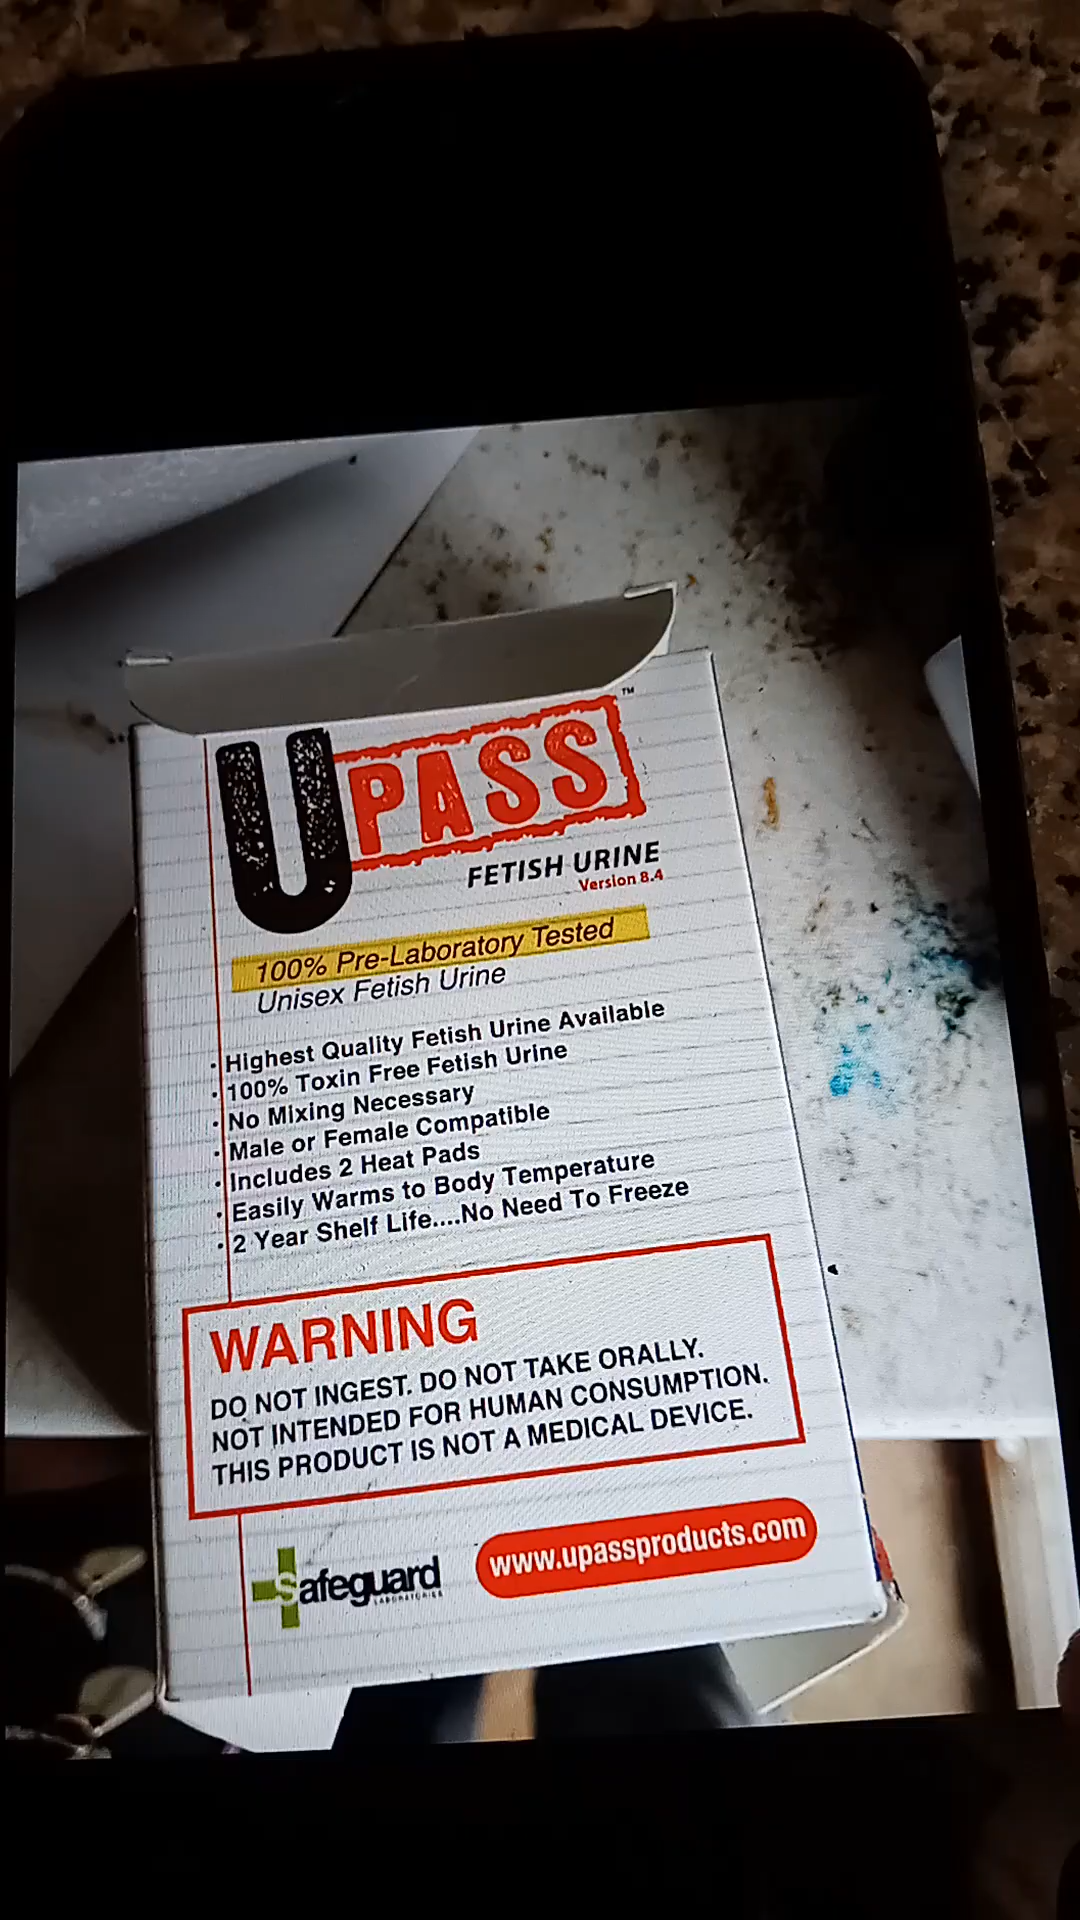 UPASS™
FETISH URINE
Version 8.4
100% Pre-Laboratory Tested
Unisex Fetish Urine
· Highest Quality Fetish Urine Available
· 100% Toxin Free Fetish Urine
· No Mixing Necessary
· Male or Female Compatible
· Includes 2 Heat Pads
· Easily Warms to Body Temperature
· 2 Year Shelf Life....No Need To Freeze
WARNING
DO NOT INGEST. DO NOT TAKE ORALLY.
NOT INTENDED FOR HUMAN CONSUMPTION.
THIS PRODUCT IS NOT A MEDICAL DEVICE.
Safeguard
LABORATORIES
www.upassproducts.com